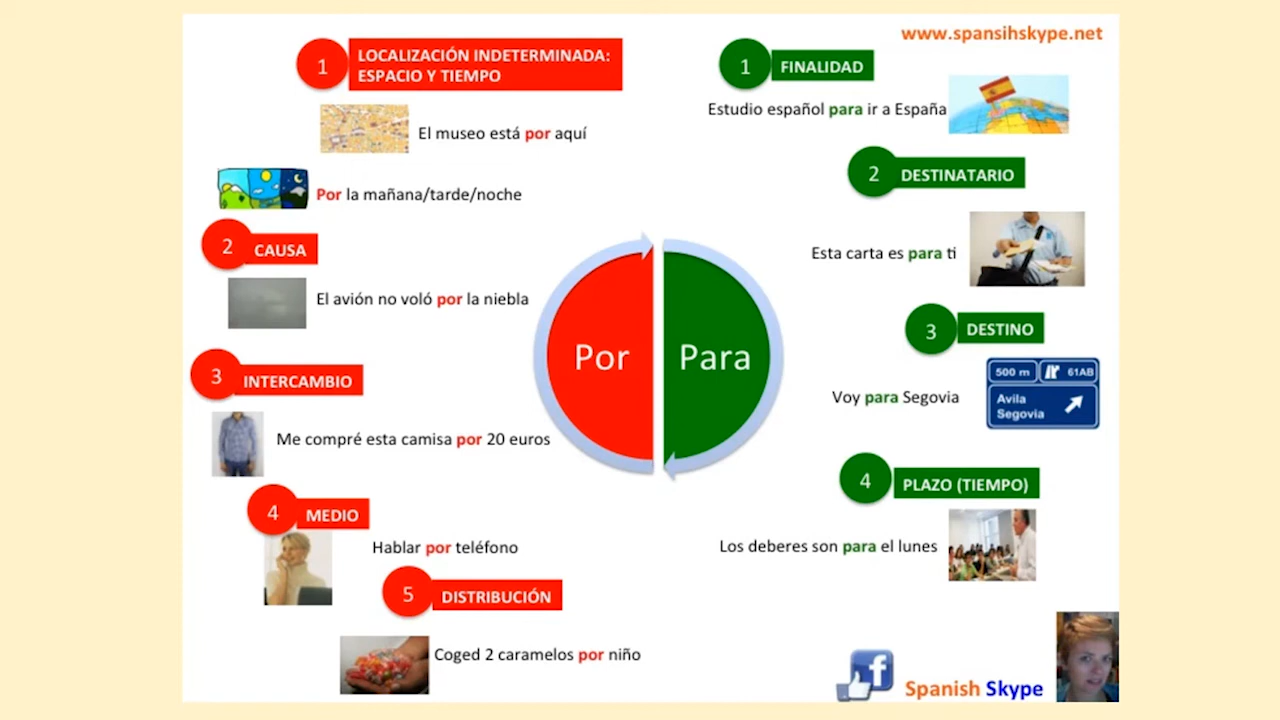 www.spansihskype.net
1
LOCALIZACIÓN INDETERMINADA:
ESPACIO Y TIEMPO
El museo está por aquí
Por la mañana/tarde/noche
2
CAUSA
El avión no voló por la niebla
3
INTERCAMBIO
Me compré esta camisa por 20 euros
4
MEDIO
Hablar por teléfono
5
DISTRIBUCIÓN
Coged 2 caramelos por niño
Por
Para
1
FINALIDAD
Estudio español para ir a España
2
DESTINATARIO
Esta carta es para ti
3
DESTINO
Voy para Segovia
500 m
61AB
Avila
Segovia
4
PLAZO (TIEMPO)
Los deberes son para el lunes
f
Spanish Skype